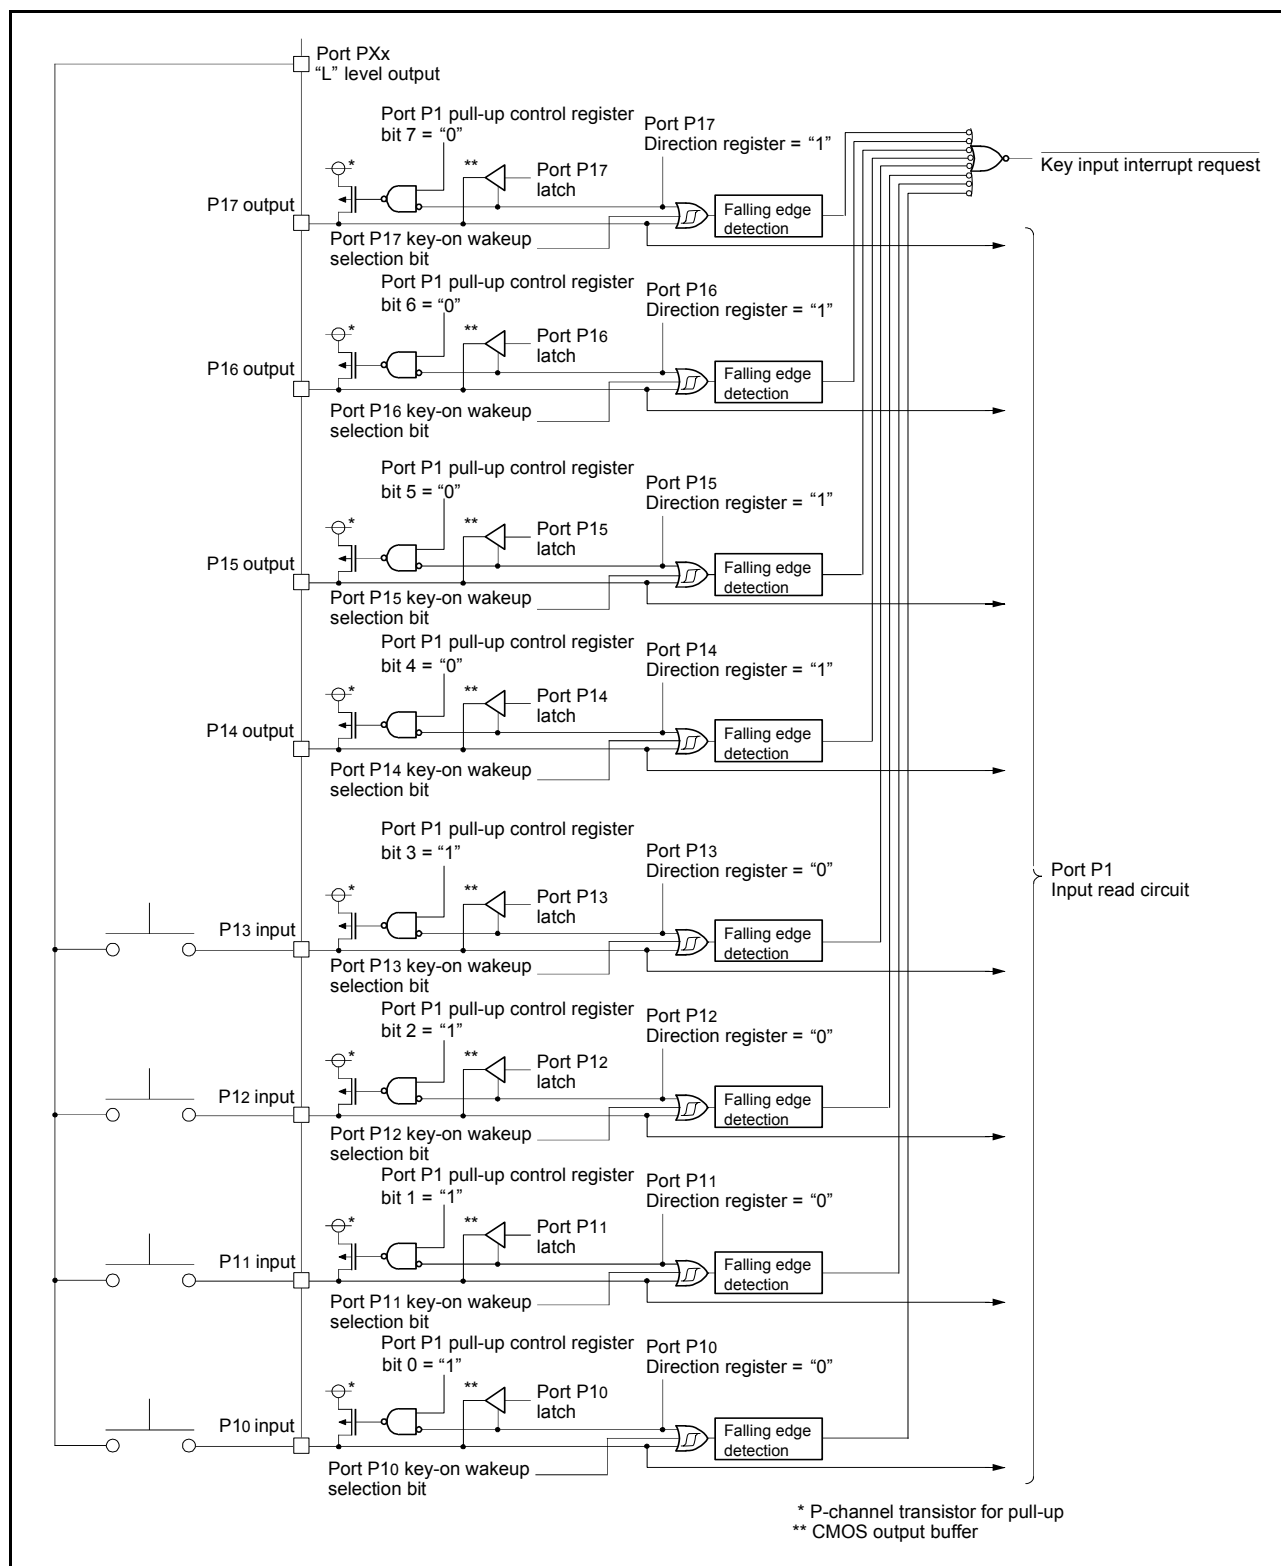 Port PXx
“L” level output
Port P1 pull-up control register
bit 7 = “0”
Port P17
Direction register = “1”
*
**
Port P17
latch
Key input interrupt request
P17 output
Falling edge
detection
Port P17 key-on wakeup
selection bit
Port P1 pull-up control register
bit 6 = “0”
Port P16
Direction register = “1”
*
**
Port P16
latch
P16 output
Falling edge
detection
Port P16 key-on wakeup
selection bit
Port P1 pull-up control register
bit 5 = “0”
Port P15
Direction register = “1”
*
**
Port P15
latch
P15 output
Falling edge
detection
Port P15 key-on wakeup
selection bit
Port P1 pull-up control register
bit 4 = “0”
Port P14
Direction register = “1”
*
**
Port P14
latch
P14 output
Falling edge
detection
Port P14 key-on wakeup
selection bit
Port P1 pull-up control register
bit 3 = “1”
Port P13
Direction register = “0”
*
**
Port P13
latch
Port P1
Input read circuit
P13 input
Falling edge
detection
Port P13 key-on wakeup
selection bit
Port P1 pull-up control register
bit 2 = “1”
Port P12
Direction register = “0”
*
**
Port P12
latch
P12 input
Falling edge
detection
Port P12 key-on wakeup
selection bit
Port P1 pull-up control register
bit 1 = “1”
Port P11
Direction register = “0”
*
**
Port P11
latch
P11 input
Falling edge
detection
Port P11 key-on wakeup
selection bit
Port P1 pull-up control register
bit 0 = “1”
Port P10
Direction register = “0”
*
**
Port P10
latch
P10 input
Falling edge
detection
Port P10 key-on wakeup
selection bit
* P-channel transistor for pull-up
** CMOS output buffer